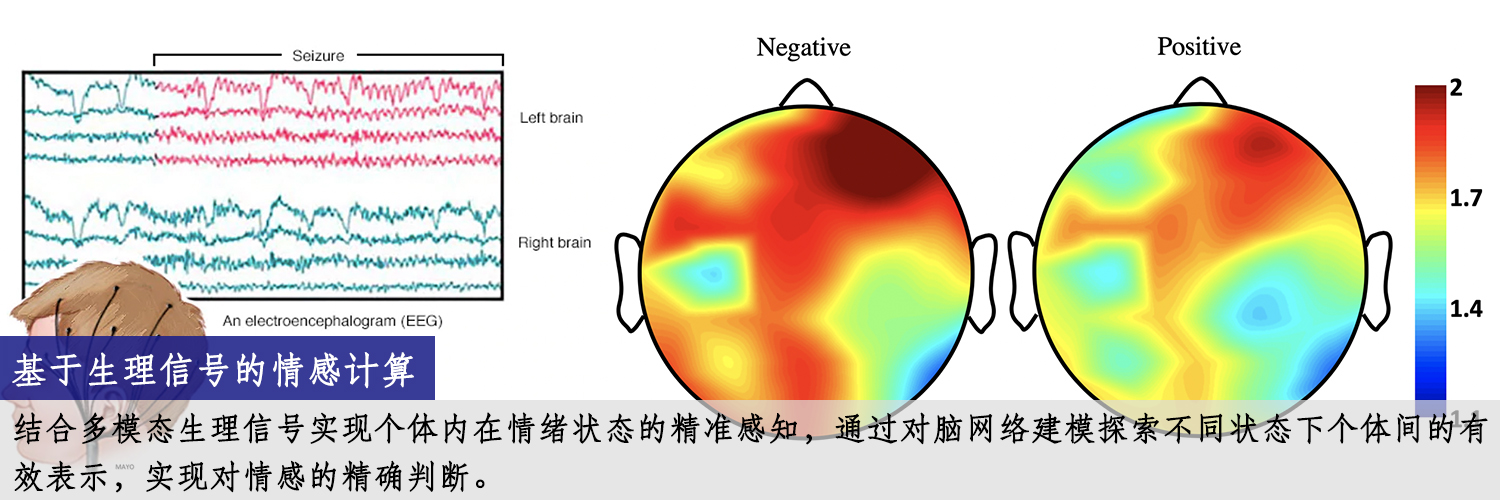 Seizure
Left brain
Right brain
An electroencephalogram (EEG)
Negative
Positive
2
1.7
1.4
1.1
基于生理信号的情感计算
结合多模态生理信号实现个体内在情绪状态的精准感知，通过对脑网络建模探索不同状态下个体间的有
效表示，实现对情感的精确判断。
MAYO